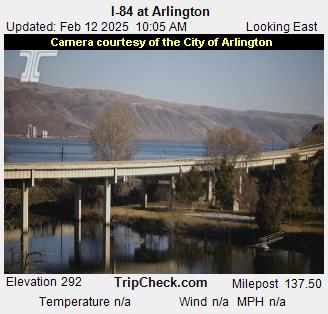 I-84 at Arlington
Updated: Feb 12 2025 10:05 AM Looking East
Camera courtesy of the City of Arlington
Elevation 292 TripCheck.com Milepost 137.50
Temperature n/a Wind n/a MPH n/a